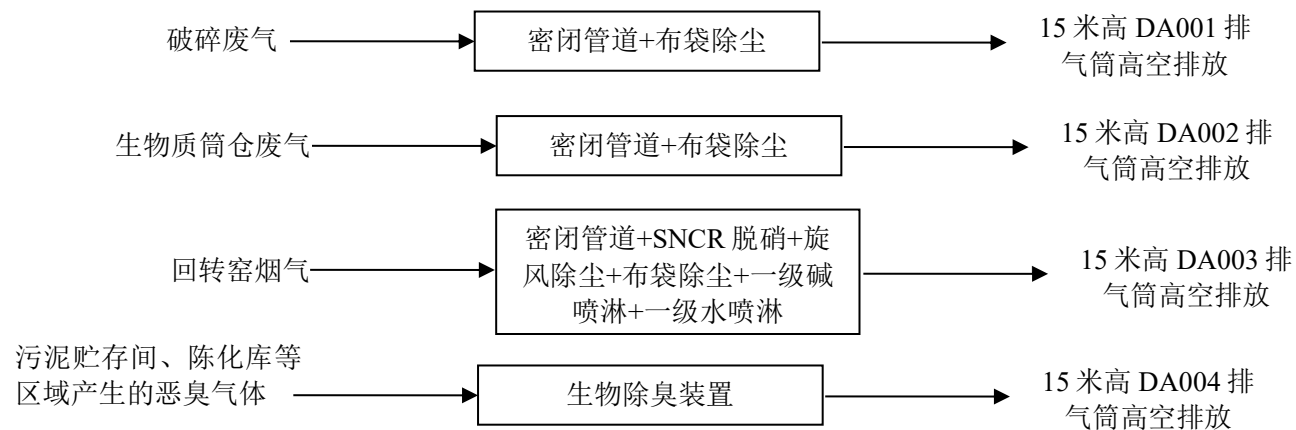 破碎废气
密闭管道+布袋除尘
15 米高 DA001 排
气筒高空排放
生物质筒仓废气
密闭管道+布袋除尘
15 米高 DA002 排
气筒高空排放
回转窑烟气
密闭管道+SNCR 脱硝+旋
风除尘+布袋除尘+一级碱
喷淋+一级水喷淋
15 米高 DA003 排
气筒高空排放
污泥贮存间、陈化库等
区域产生的恶臭气体
生物除臭装置
15 米高 DA004 排
气筒高空排放